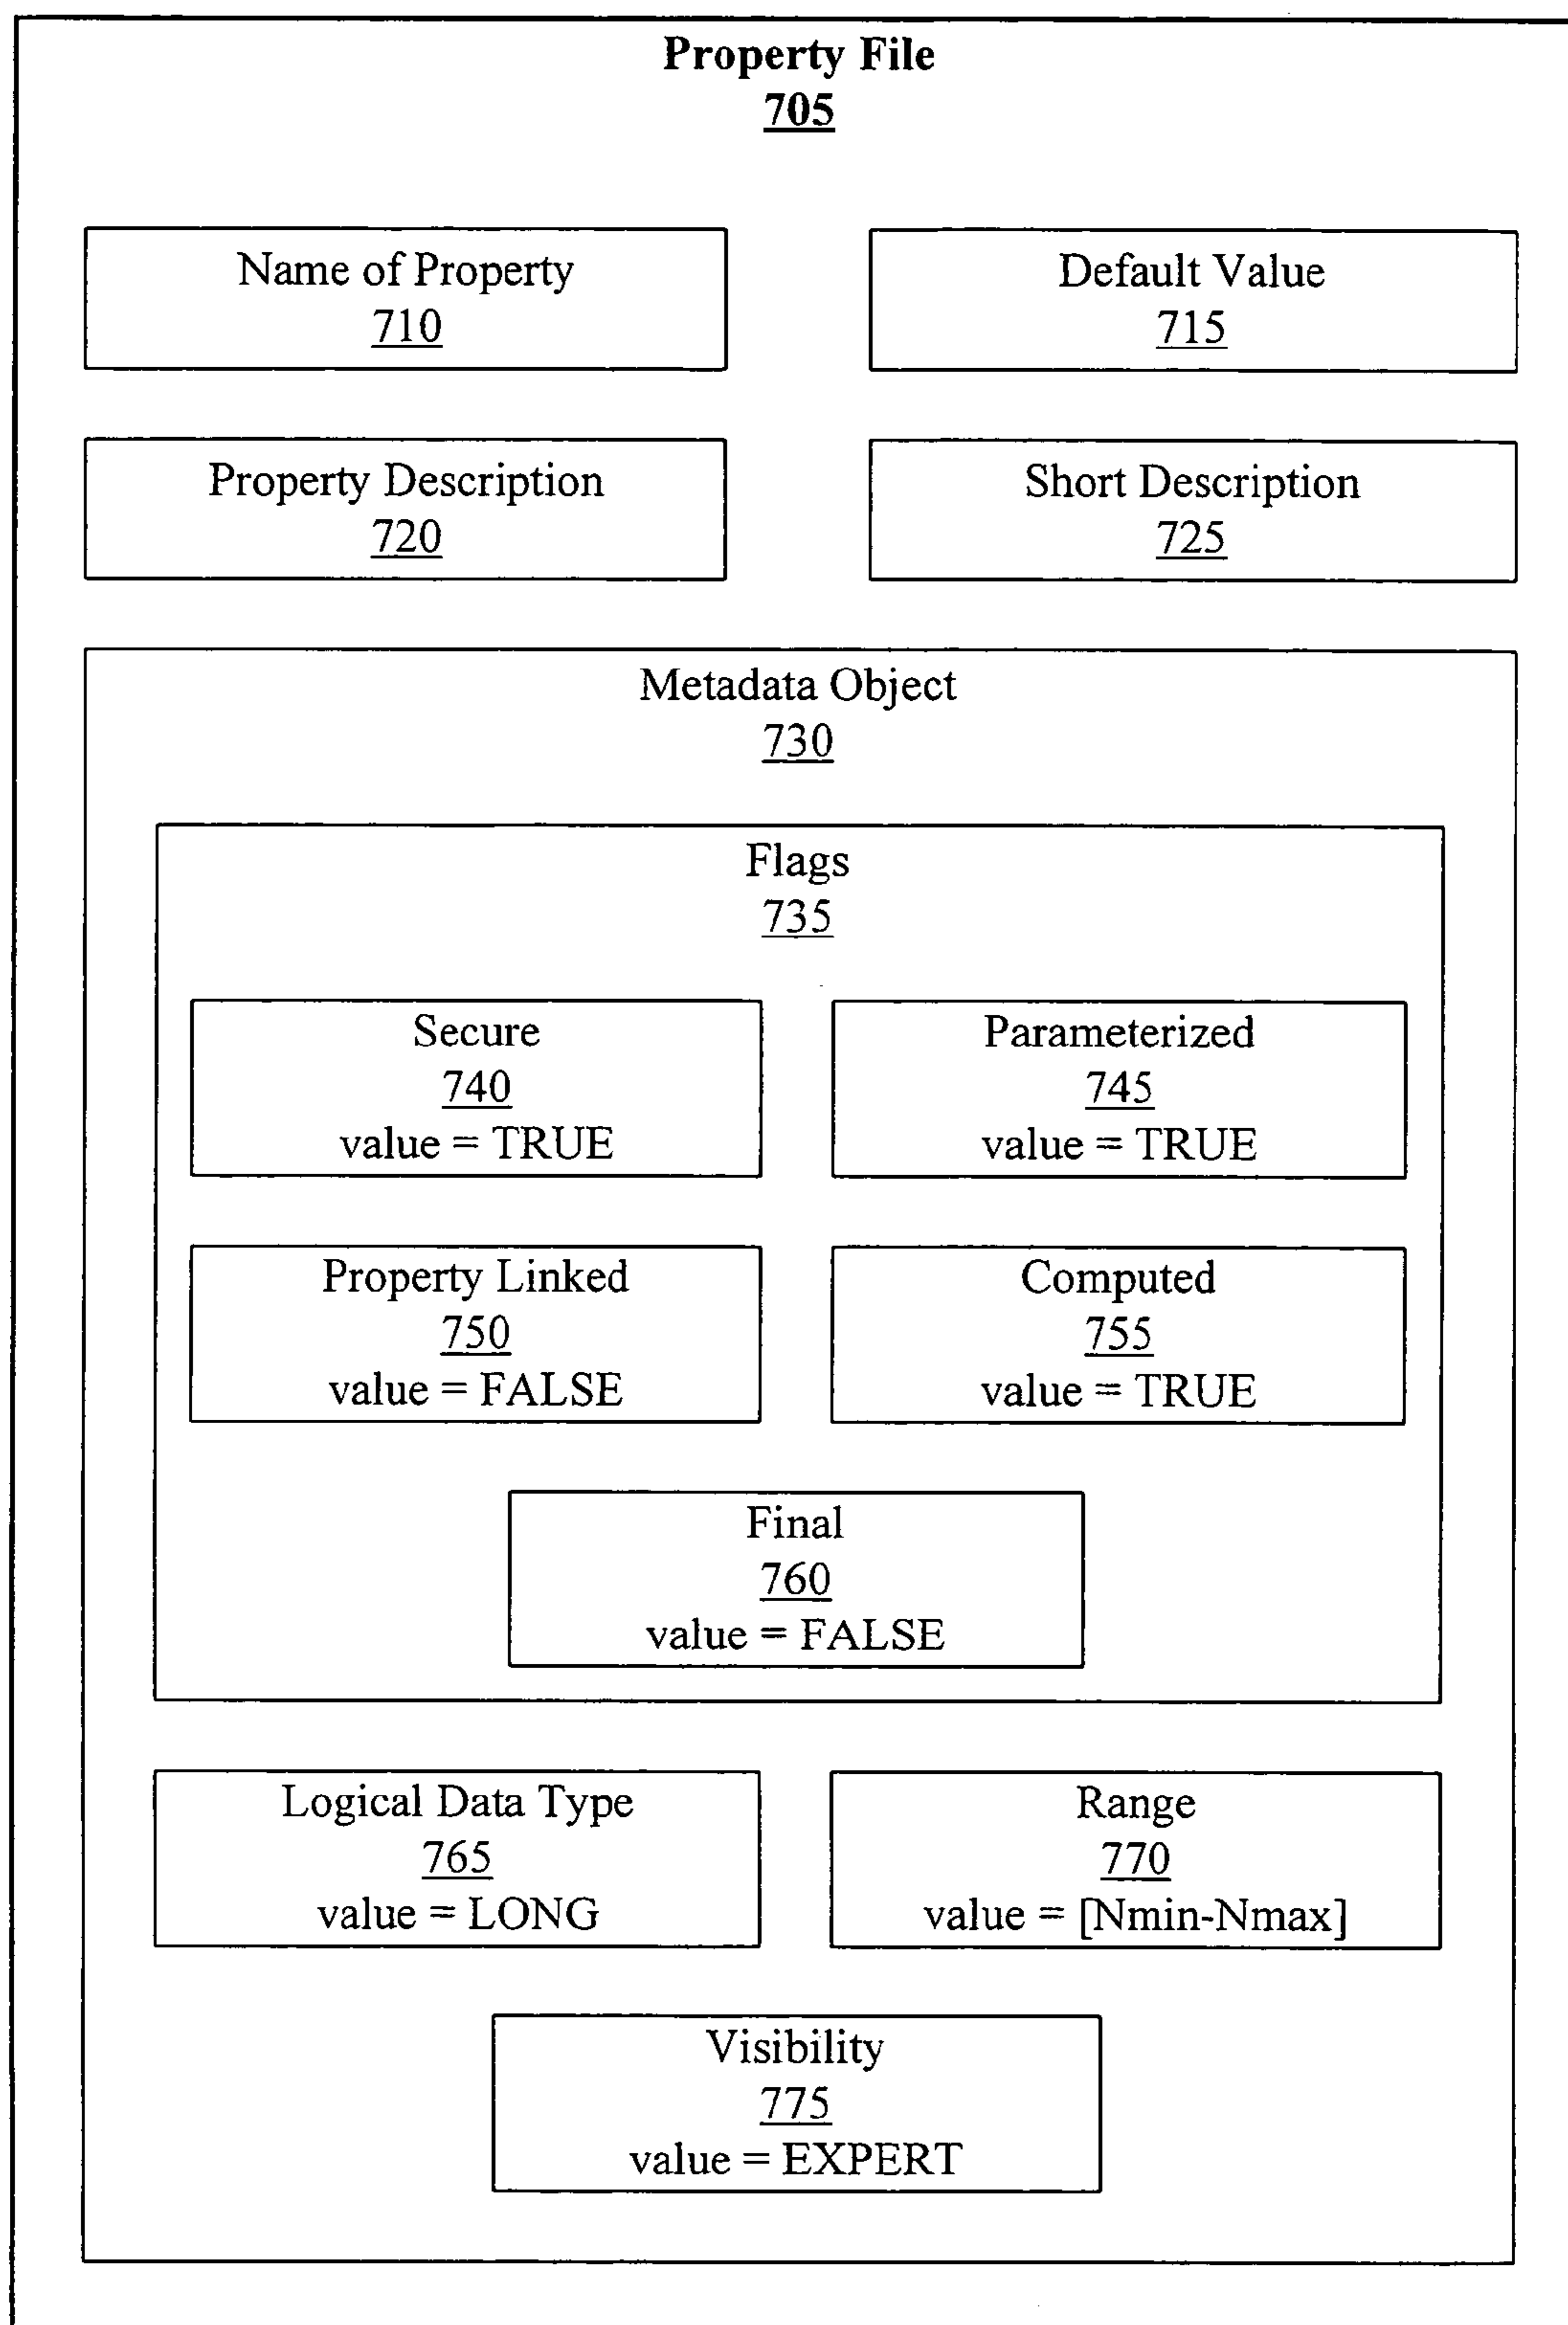 Property File
705
Name of Property
710
Default Value
715
Property Description
720
Short Description
725
Metadata Object
730
Flags
735
Secure
740
value = TRUE
Parameterized
745
value = TRUE
Property Linked
750
value = FALSE
Computed
755
value = TRUE
Final
760
value = FALSE
Logical Data Type
765
value = LONG
Range
770
value = [Nmin-Nmax]
Visibility
775
value = EXPERT